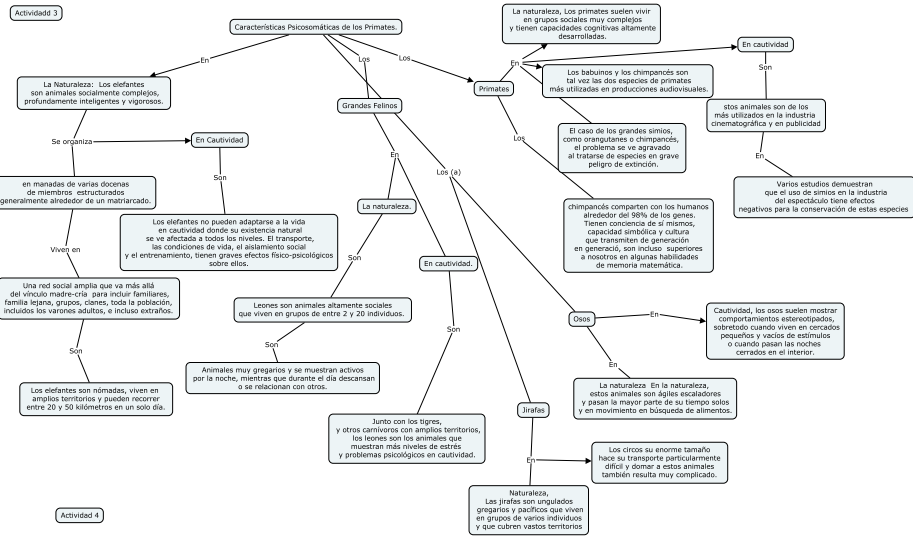 Actividadd 3
Características Psicosomáticas de los Primates.
La naturaleza, Los primates suelen vivir
en grupos sociales muy complejos
y tienen capacidades cognitivas altamente
desarrolladas.
En
Los
Los
En
En cautividad
La Naturaleza: Los elefantes
son animales socialmente complejos,
profundamente inteligentes y vigorosos.
Grandes Felinos
Primates
Los babuinos y los chimpancés son
tal vez las dos especies de primates
más utilizadas en producciones audiovisuales.
Son
stos animales son de los
más utilizados en la industria
cinematográfica y en publicidad
Se organiza
En Cautividad
Los
El caso de los grandes simios,
como orangutanes o chimpancés,
el problema se ve agravado
al tratarse de especies en grave
peligro de extinción.
En
En
Los (a)
Son
en manadas de varias docenas
de miembros estructurados
generalmente alrededor de un matriarcado.
Varios estudios demuestran
que el uso de simios en la industria
del espectáculo tiene efectos
negativos para la conservación de estas especies
La naturaleza.
Los elefantes no pueden adaptarse a la vida
en cautividad donde su existencia natural
se ve afectada a todos los niveles. El transporte,
las condiciones de vida, el aislamiento social
y el entrenamiento, tienen graves efectos físico-psicológicos
sobre ellos.
chimpancés comparten con los humanos
alrededor del 98% de los genes.
Tienen conciencia de sí mismos,
capacidad simbólica y cultura
que transmiten de generación
en generació, son incluso superiores
a nosotros en algunas habilidades
de memoria matemática.
Viven en
Son
En cautividad.
Una red social amplia que va más allá
del vínculo madre-cría para incluir familiares,
familia lejana, grupos, clanes, toda la población,
incluidos los varones adultos, e incluso extraños.
Leones son animales altamente sociales
que viven en grupos de entre 2 y 20 individuos.
Osos
En
Cautividad, los osos suelen mostrar
comportamientos estereotipados,
sobretodo cuando viven en cercados
pequeños y vacíos de estímulos
o cuando pasan las noches
cerrados en el interior.
Son
Son
Son
En
Animales muy gregarios y se muestran activos
por la noche, mientras que durante el día descansan
o se relacionan con otros.
Los elefantes son nómadas, viven en
amplios territorios y pueden recorrer
entre 20 y 50 kilómetros en un solo día.
La naturaleza En la naturaleza,
estos animales son ágiles escaladores
y pasan la mayor parte de su tiempo solos
y en movimiento en búsqueda de alimentos.
Jirafas
Junto con los tigres,
y otros carnívoros con amplios territorios,
los leones son los animales que
muestran más niveles de estrés
y problemas psicológicos en cautividad.
En
Los circos su enorme tamaño
hace su transporte particularmente
difícil y domar a estos animales
también resulta muy complicado.
Naturaleza,
Las jirafas son ungulados
gregarios y pacíficos que viven
en grupos de varios individuos
y que cubren vastos territorios
Actividad 4